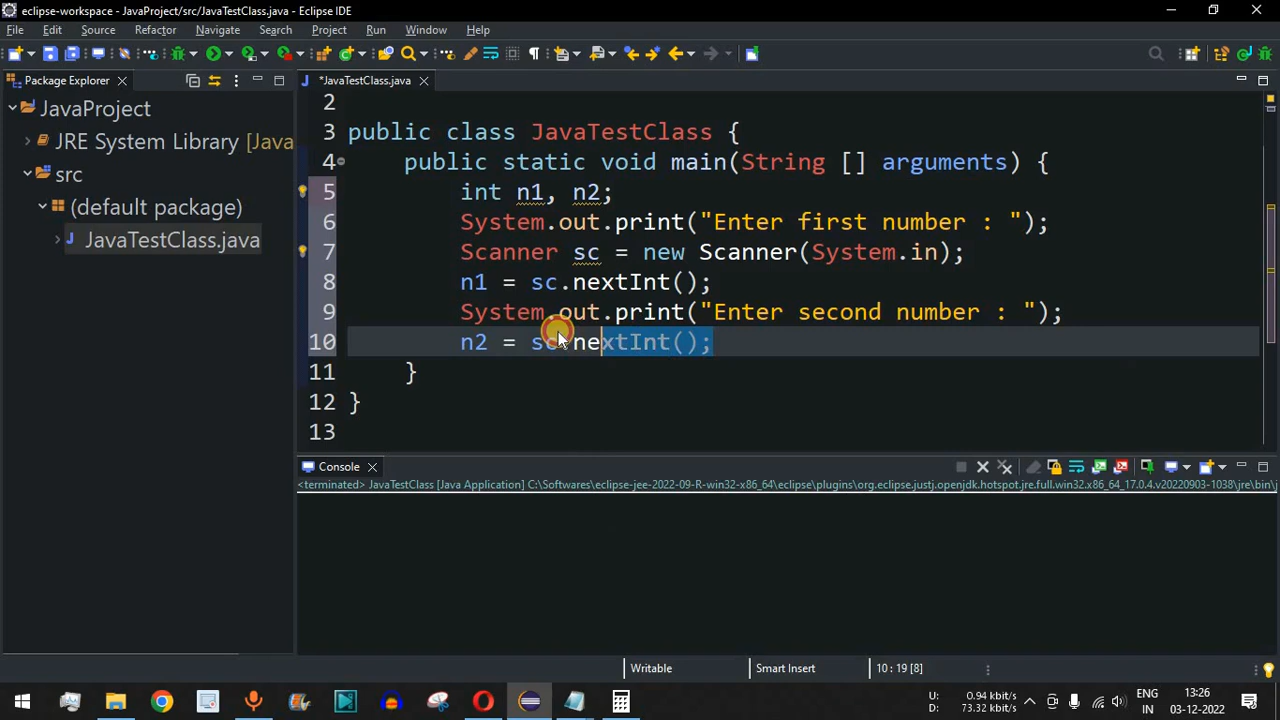 eclipse-workspace - JavaProject/src/JavaTestClass.java - Eclipse IDE
File Edit Source Refactor Navigate Search Project Run Window Help
Package Explorer
*JavaTestClass.java
JavaProject
JRE System Library [Java
src
(default package)
JavaTestClass.java
2
3 public class JavaTestClass {
4 public static void main(String [] arguments) {
5 int n1, n2;
6 System.out.print("Enter first number : ");
7 Scanner sc = new Scanner(System.in);
8 n1 = sc.nextInt();
9 System.out.print("Enter second number : ");
10 n2 = sc.nextInt();
11 }
12 }
13
Console
<terminated> JavaTestClass [Java Application] C:\Softwares\eclipse-jee-2022-09-R-win32-x86_64\eclipse\plugins\org.eclipse.justj.openjdk.hotspot.jre.full.win32.x86_64_17.0.4.v20220903-1038\jre\bin\j
Writable Smart Insert 10 : 19 [8]
U: 0.94 kbit/s
D: 73.32 kbit/s
ENG
IN
13:26
03-12-2022